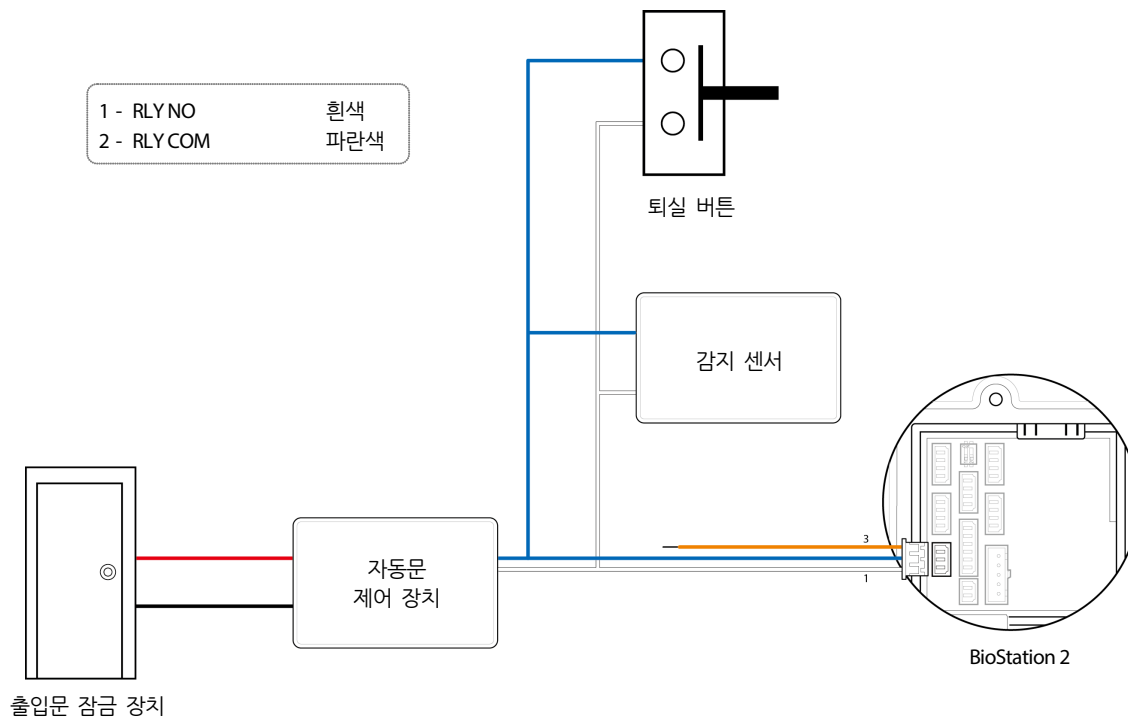 1 - RLY NO 흰색
2 - RLY COM 파란색
퇴실 버튼
감지 센서
3
자동문
제어 장치
1
BioStation 2
출입문 잠금 장치